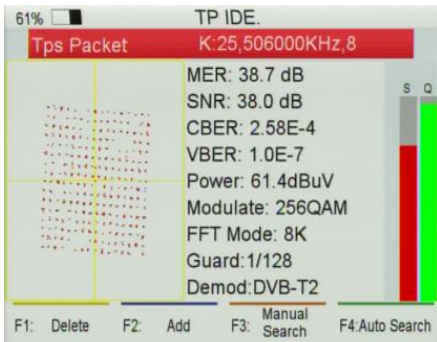 61% TP IDE.
Tps Packet K:25,506000KHz,8
MER: 38.7 dB
S Q
SNR: 38.0 dB
CBER: 2.58E-4
VBER: 1.0E-7
Power: 61.4dBuV
Modulate: 256QAM
FFT Mode: 8K
Guard:1/128
Demod:DVB-T2
F1: Delete F2: Add F3: Manual Search F4:Auto Search